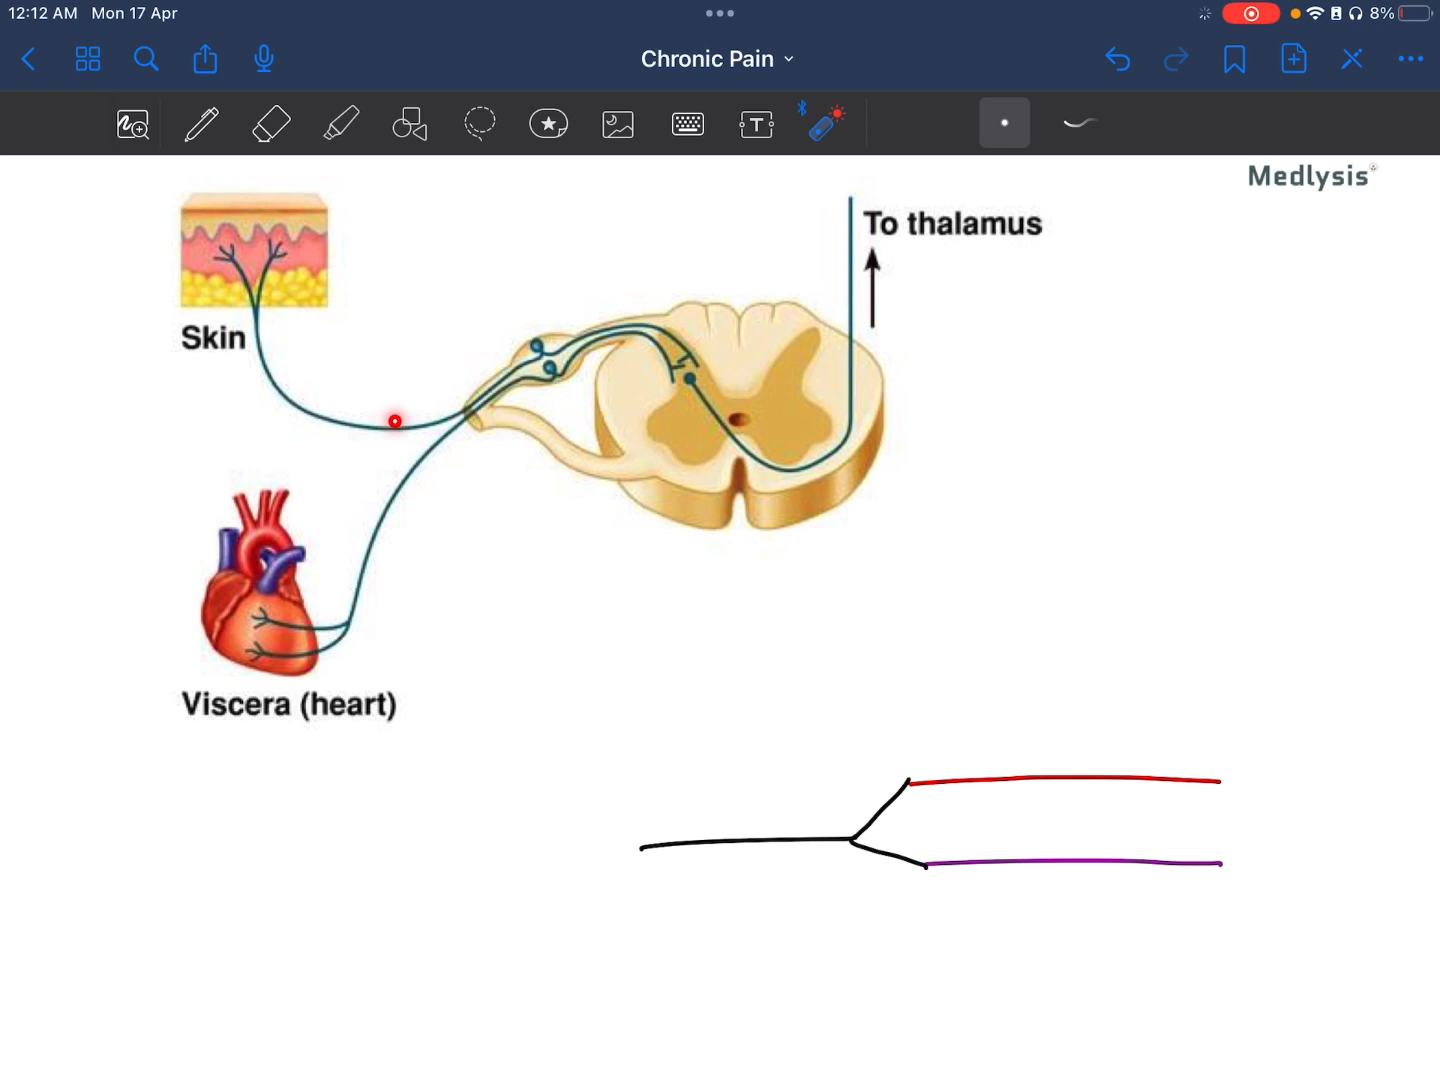 12:12 AM Mon 17 Apr
8%
Chronic Pain
T
Medlysis
To thalamus
Skin
Viscera (heart)